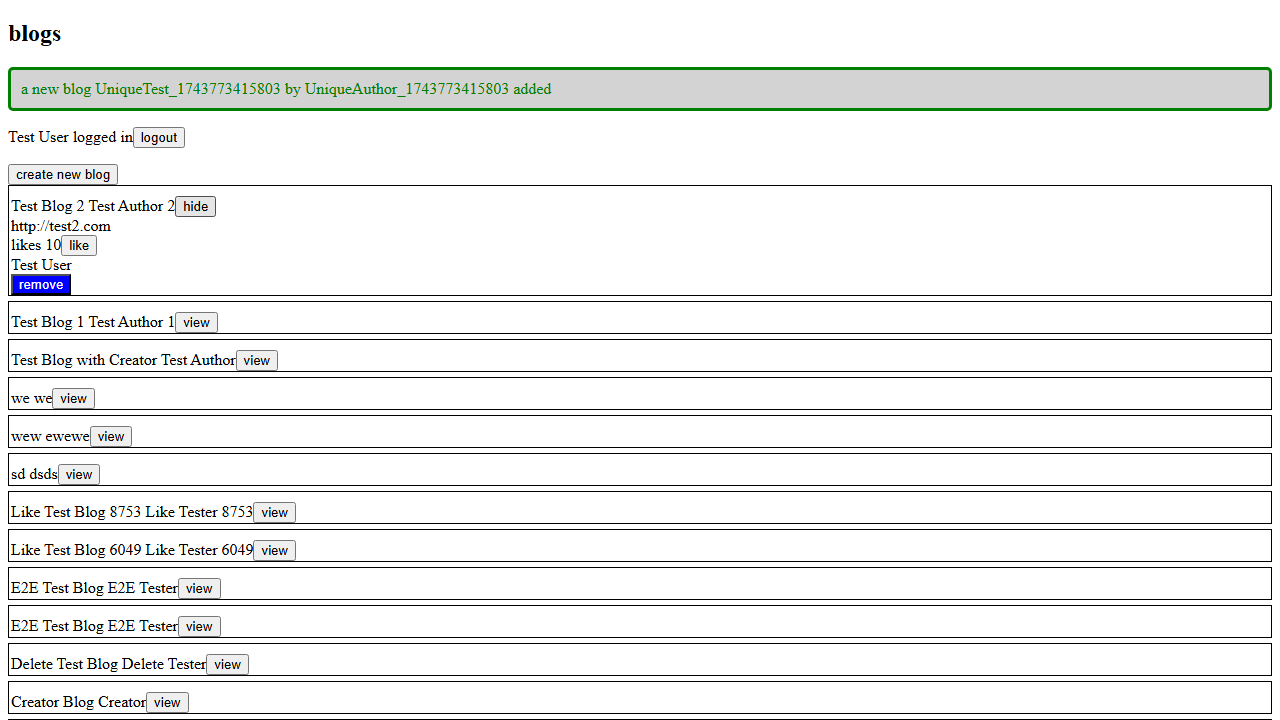 blogs
a new blog UniqueTest_1743773415803 by UniqueAuthor_1743773415803 added
Test User logged in logout
create new blog
Test Blog 2 Test Author 2 hide
http://test2.com
likes 10 like
Test User
remove
Test Blog 1 Test Author 1 view
Test Blog with Creator Test Author view
we we view
wew ewewe view
sd dsds view
Like Test Blog 8753 Like Tester 8753 view
Like Test Blog 6049 Like Tester 6049 view
E2E Test Blog E2E Tester view
E2E Test Blog E2E Tester view
Delete Test Blog Delete Tester view
Creator Blog Creator view